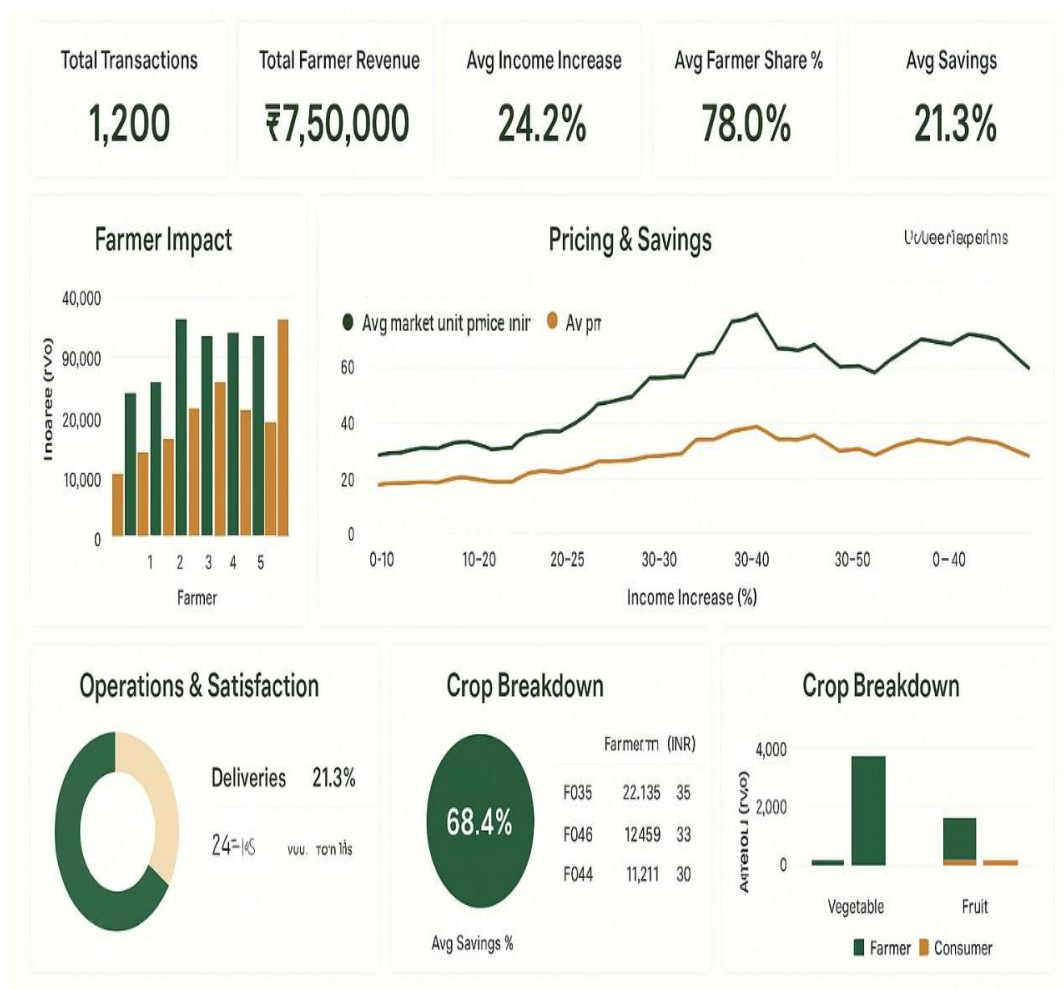 Total Transactions
1,200
Total Farmer Revenue
₹7,50,000
Avg Income Increase
24.2%
Avg Farmer Share %
78.0%
Avg Savings
21.3%
Farmer Impact
40,000
90,000
20,000
10,000
0
1 2 3 4 5
Farmer
Pricing & Savings
Avg market unit pmice
Av
60
40
20
0
0-10 10-20 20-25 30-30 30-40 30-50 0-40
Income Increase (%)
Operations & Satisfaction
Deliveries 21.3%
Crop Breakdown
68.4%
Avg Savings %
(INR)
F035 22.135 35
F046 12459 33
F044 11,211 30
Crop Breakdown
4,000
2,000
0
Vegetable Fruit
Farmer Consumer